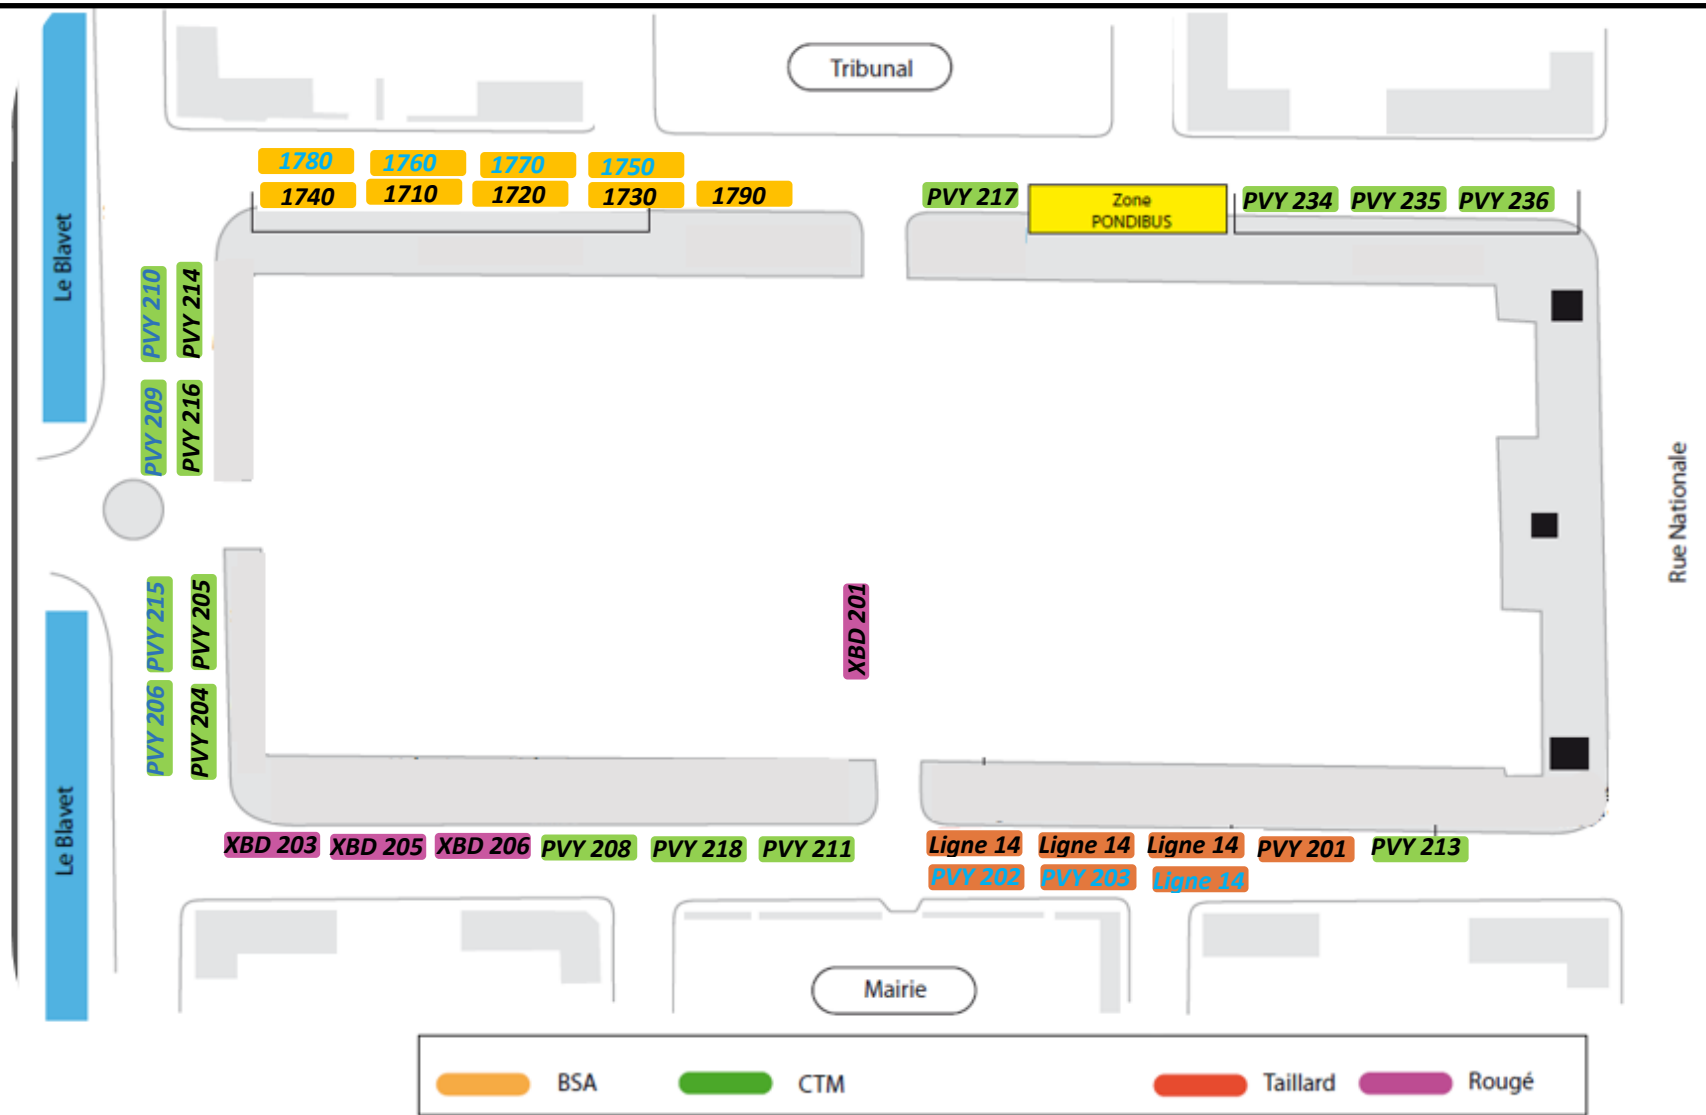 Tribunal
1780 1760 1770 1750
1740 1710 1720 1730 1790
PVY 217
Zone
PONDIBUS
PVY 234 PVY 235 PVY 236
Le Blavet
PVY 210 PVY 214
PVY 209 PVY 216
Rue Nationale
PVY 215 PVY 205
PVY 206 PVY 204
XBD 201
Le Blavet
XBD 203 XBD 205 XBD 206 PVY 208 PVY 218 PVY 211
Ligne 14 Ligne 14 Ligne 14 PVY 201 PVY 213
PVY 202 PVY 203 Ligne 14
Mairie
BSA CTM Taillard Rougé